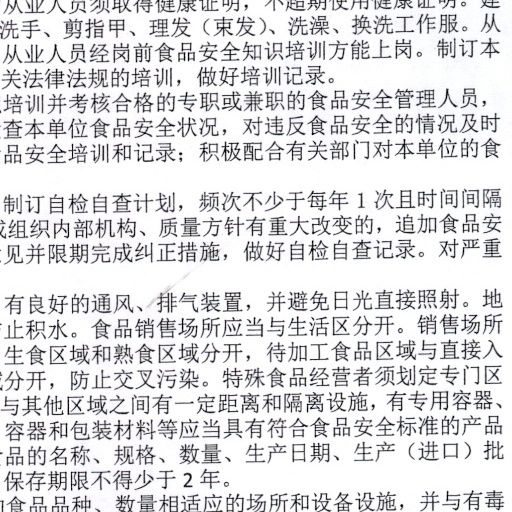 从业人员须取得健康证明，不超期使用健康证明。建
洗手、剪指甲、理发（束发）、洗澡、换洗工作服。从
从业人员经岗前食品安全知识培训方能上岗。制订本
关法律法规的培训，做好培训记录。
培训并考核合格的专职或兼职的食品安全管理人员，
查本单位食品安全状况，对违反食品安全的情况及时
品安全培训和记录；积极配合有关部门对本单位的食
制订自检自查计划，频次不少于每年 1 次且时间间隔
或组织内部机构、质量方针有重大改变的，追加食品安
见并限期完成纠正措施，做好自检自查记录。对严重
有良好的通风、排气装置，并避免日光直接照射。地
止积水。食品销售场所应当与生活区分开。销售场所
生食区域和熟食区域分开，待加工食品区域与直接入
分开，防止交叉污染。特殊食品经营者须划定专门区
与其他区域之间有一定距离和隔离设施，有专用容器、
容器和包装材料等应当具有符合食品安全标准的产品
食品的名称、规格、数量、生产日期、生产（进口）批
保存期限不得少于 2 年。
的食品品种、数量相适应的场所和设备设施，并与有毒